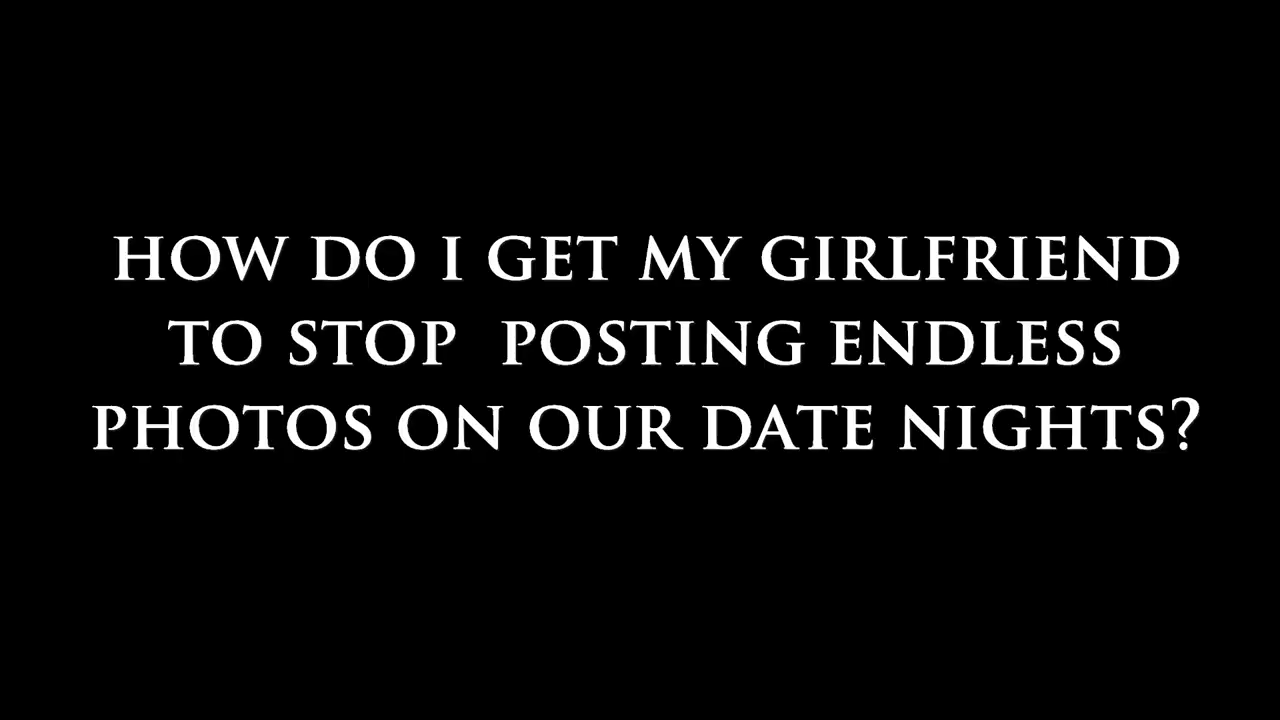 HOW DO I GET MY GIRLFRIEND
TO STOP  POSTING ENDLESS
PHOTOS ON OUR DATE NIGHTS?